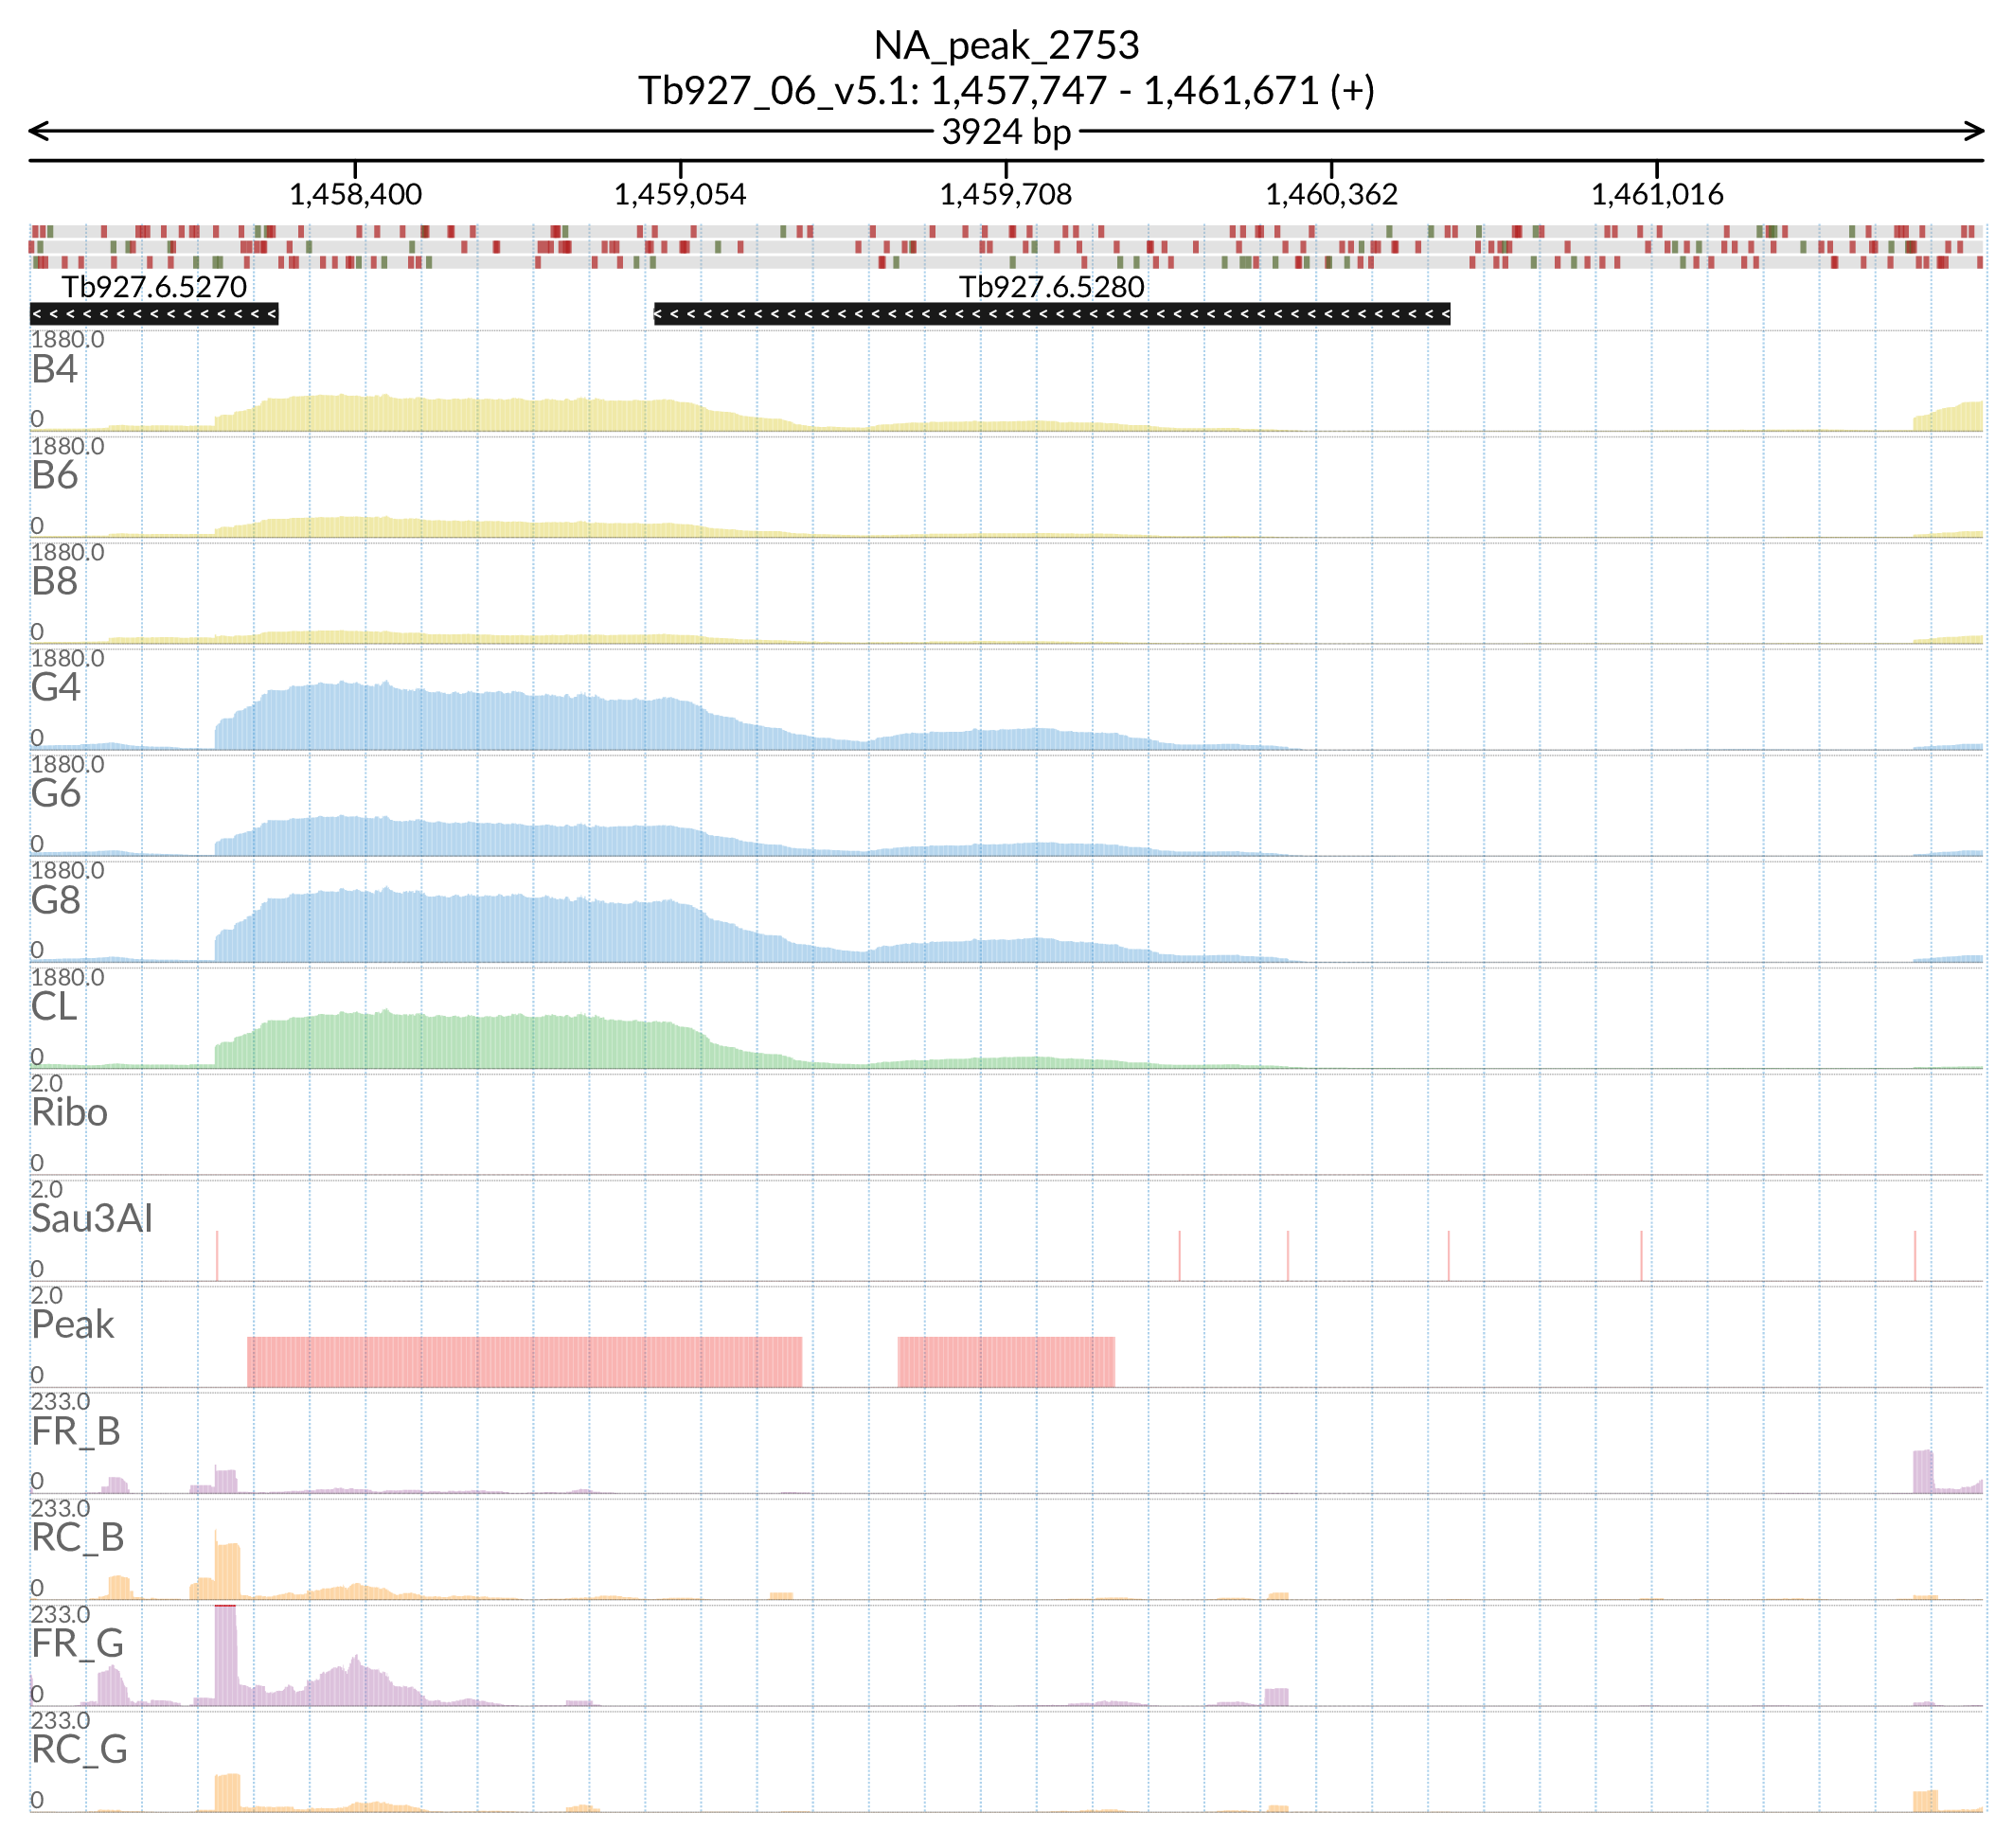 NA_peak_2753
Tb927_06_v5.1: 1,457,747 - 1,461,671 (+)
3924 bp
1,458,400 1,459,054 1,459,708 1,460,362 1,461,016
Tb927.6.5270 Tb927.6.5280
1880.0
B4
0
1880.0
B6
0
1880.0
B8
0
1880.0
G4
0
1880.0
G6
0
1880.0
G8
0
1880.0
CL
0
2.0
Ribo
0
2.0
Sau3AI
0
2.0
Peak
0
233.0
FR_B
0
233.0
RC_B
0
233.0
FR_G
0
233.0
RC_G
0